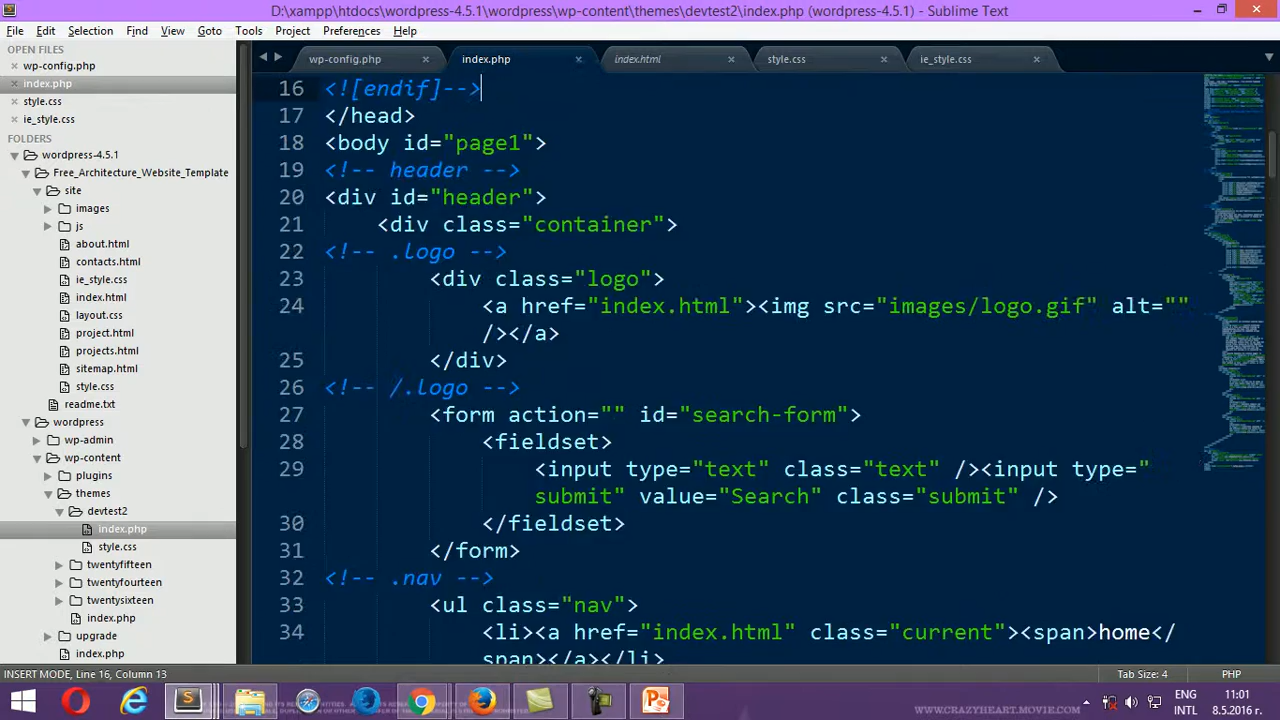 D:\xampp\htdocs\wordpress-4.5.1\wordpress\wp-content\themes\devtest2\index.php (wordpress-4.5.1) - Sublime Text
File Edit Selection Find View Goto Tools Project Preferences Help
OPEN FILES
wp-config.php
index.php
style.css
ie_style.css
FOLDERS
wordpress-4.5.1
Free_Architecture_Website_Template
site
images
js
about.html
contacts.html
ie_style.css
index.html
layout.css
project.html
projects.html
sitemap.html
style.css
readme.txt
wordpress
wp-admin
wp-content
plugins
themes
devtest2
index.php
style.css
twentyfifteen
twentyfourteen
twentysixteen
index.php
upgrade
index.php
wp-config.php index.php index.html style.css ie_style.css
16 <![endif]-->
17 </head>
18 <body id="page1">
19 <!-- header -->
20 <div id="header">
21 <div class="container">
22 <!-- .logo -->
23 <div class="logo">
24 <a href="index.html"><img src="images/logo.gif" alt=""
/></a>
25 </div>
26 <!-- /.logo -->
27 <form action="" id="search-form">
28 <fieldset>
29 <input type="text" class="text" /><input type="
submit" value="Search" class="submit" />
30 </fieldset>
31 </form>
32 <!-- .nav -->
33 <ul class="nav">
34 <li><a href="index.html" class="current"><span>home</
span></a></li>
INSERT MODE, Line 16, Column 13
Tab Size: 4 PHP
WWW.CRAZYHEART.MOVIE.COM
ENG
INTL
11:01
8.5.2016 г.